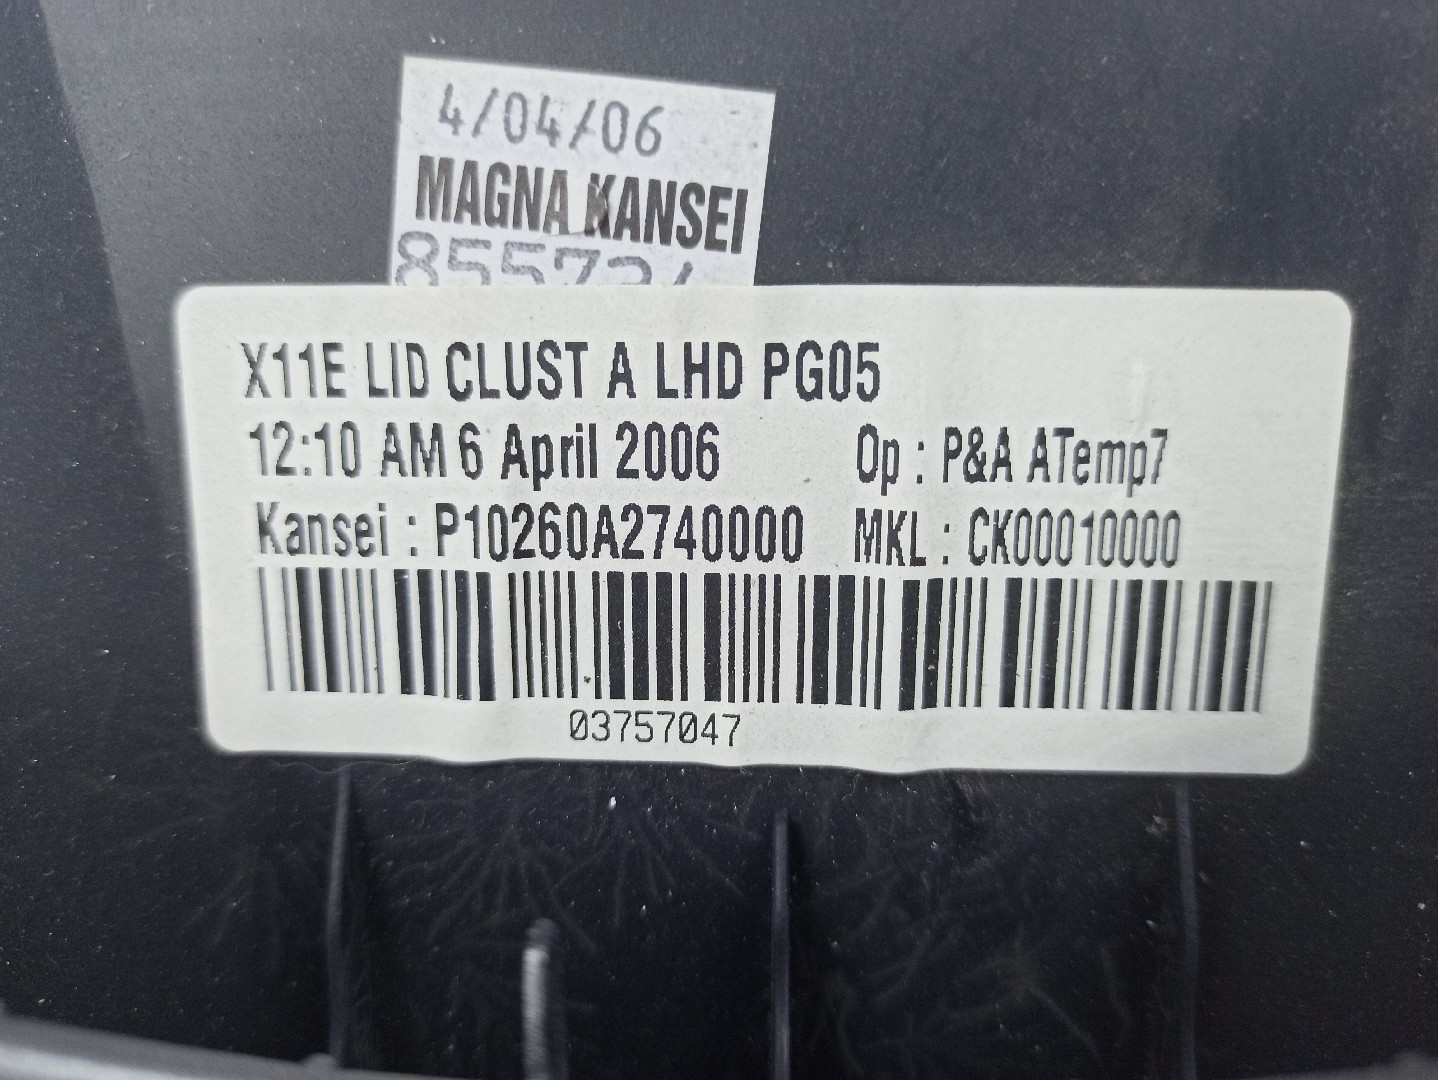 4/04/06
MAGNA KANSEI
X11E LID CLUST A LHD PG05
12:10 AM 6 April 2006 Op : P&A ATemp7
Kansei : P10260A2740000 MKL : CK00010000
03757047